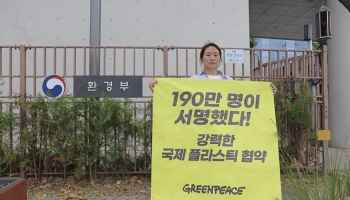 환경부
190만 명이
서명했다!
강력한
국제 플라스틱 협약
GREENPEACE